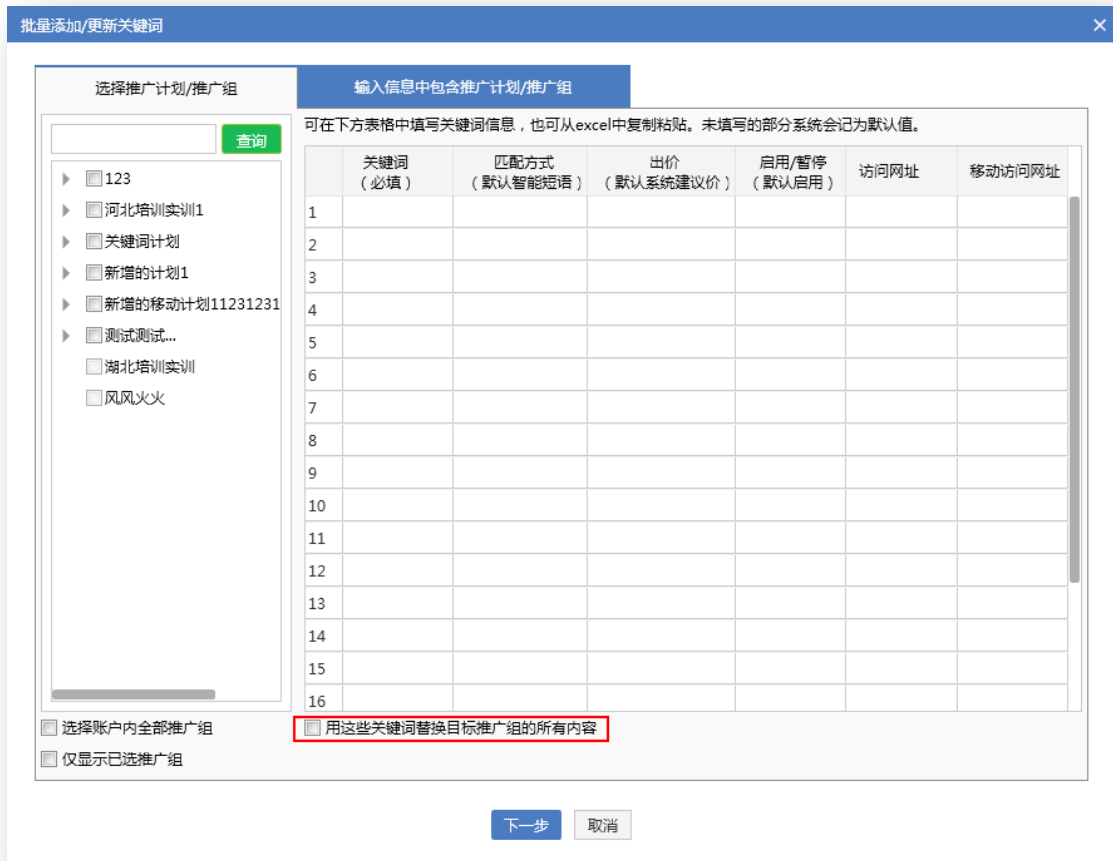 批量添加/更新关键词
选择推广计划/推广组
输入信息中包含推广计划/推广组
查询
123
河北培训实训1
关键词计划
新增的计划1
新增的移动计划11231231
测试测试...
湖北培训实训
风风火火
可在下方表格中填写关键词信息，也可从excel中复制粘贴。未填写的部分系统会记为默认值。
关键词
（必填）
匹配方式
（默认智能短语）
出价
（默认系统建议价）
启用/暂停
（默认启用）
访问网址
移动访问网址
1
2
3
4
5
6
7
8
9
10
11
12
13
14
15
16
选择账户内全部推广组
用这些关键词替换目标推广组的所有内容
仅显示已选推广组
下一步
取消